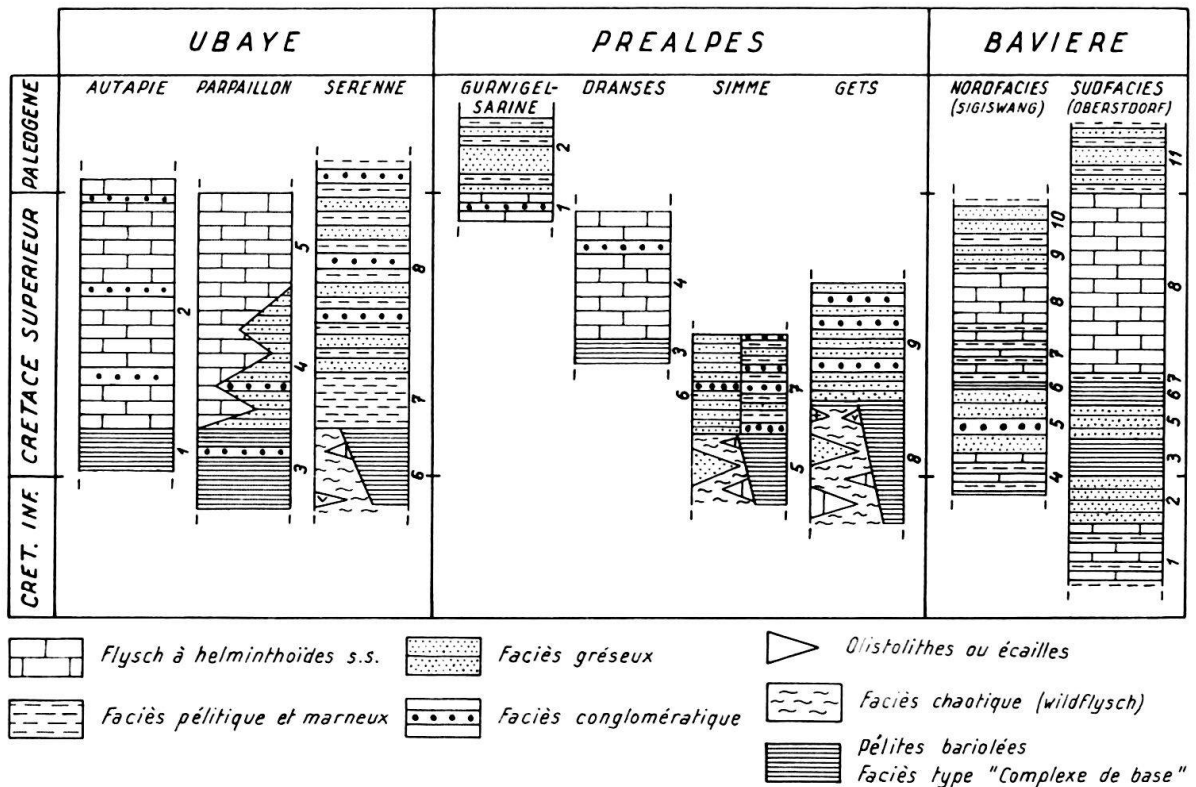 UBAYE
PREALPES
BAVIERE
AUTAPIE
PARPAILLON
SERENNE
GURNIGEL-
SARINE
DRANSES
SIMME
GETS
NORDFACIES
(SIGISWANG)
SUDFACIES
(OBERSTDORF)
PALEOGENE
CRETACE SUPERIEUR
CRET. INF.
1
2
3
4
5
6
7
8
1
2
3
4
5
6
7
8
9
4
5
6
7
8
9
10
1
2
3
5
6
7
8
11
Flysch à helminthoïdes s.s.
Faciès gréseux
Olistolithes ou écailles
Faciès pélitique et marneux
Faciès conglomératique
Faciès chaotique (wildflysch)
Pélites bariolées
Faciès type "Complexe de base"